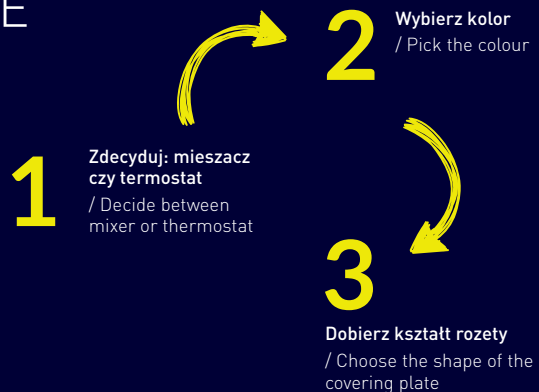 E
1
Zdecyduj: mieszacz
czy termostat
/ Decide between
mixer or thermostat
2
Wybierz kolor
/ Pick the colour
3
Dobierz kształt rozety
/ Choose the shape of the
covering plate